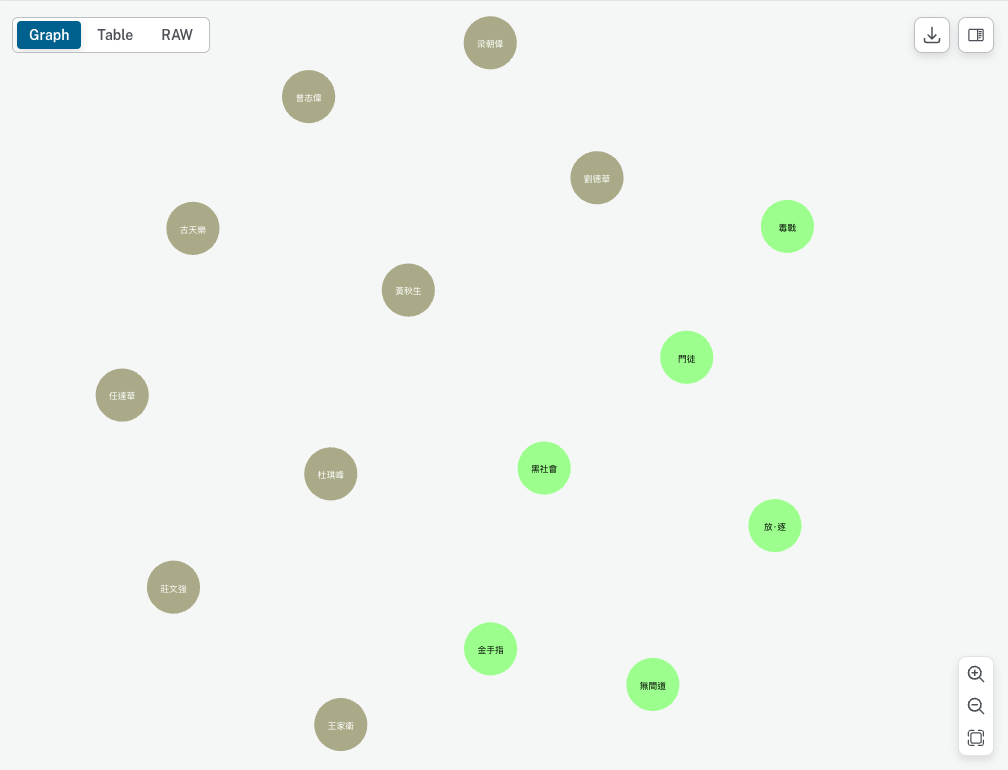 Graph Table RAW
梁朝偉
曾志偉
劉德華
古天樂
毒戰
黃秋生
門徒
任達華
黑社會
杜琪峰
放·逐
莊文強
金手指
無間道
王家衛